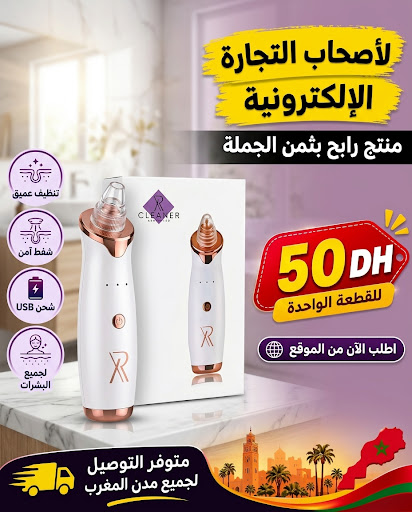 لأصحاب التجارة
الإلكترونية
منتج رابح بثمن الجملة
تنظيف عميق
شفط آمن
شحن USB
لجميع
البشرات
CLEANER
50 DH
للقطعة الواحدة
اطلب الآن من الموقع
متوفر التوصيل
لجميع مدن المغرب